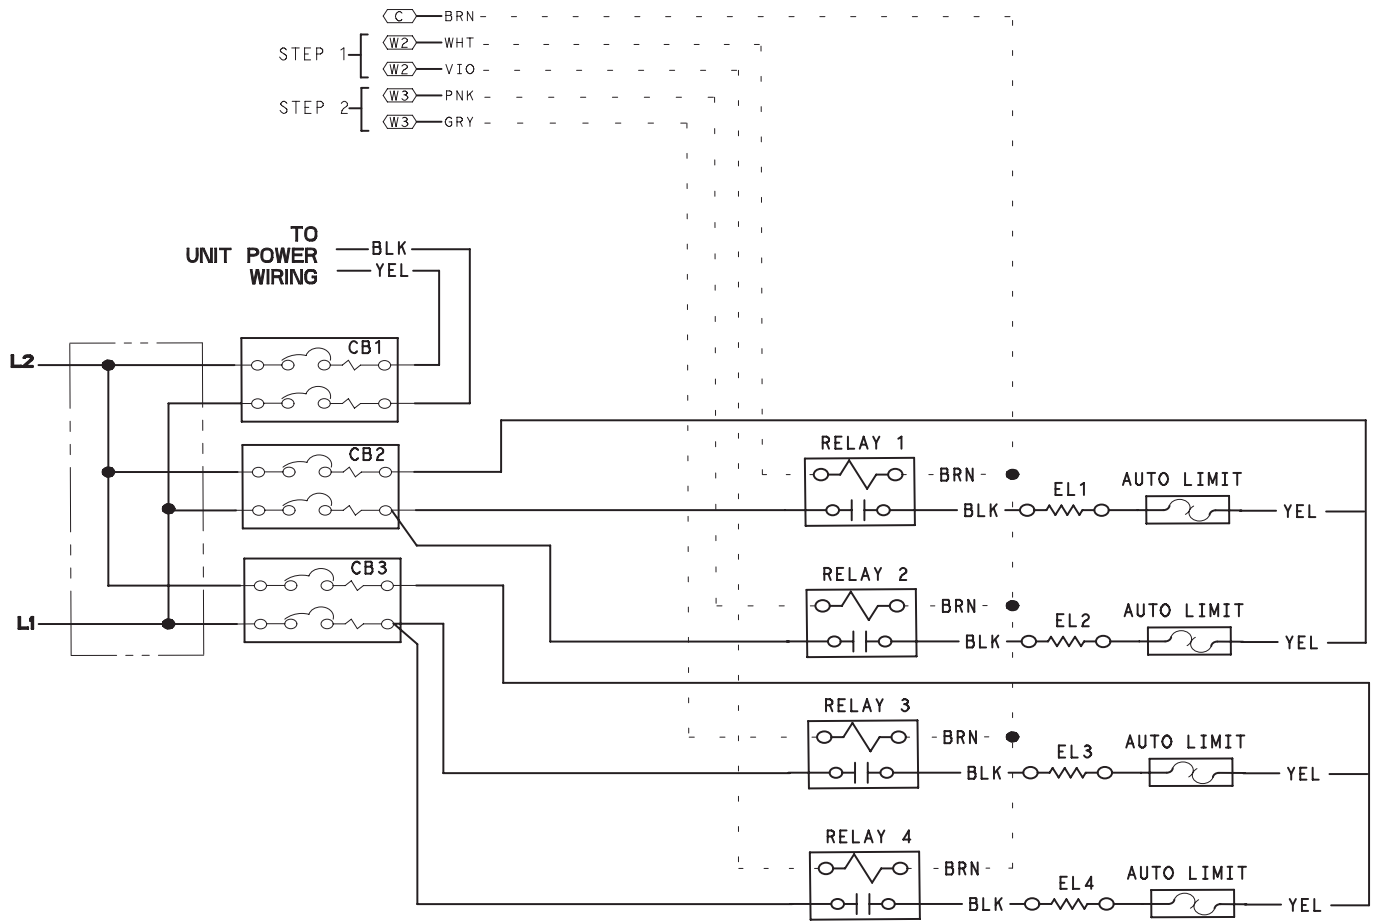 C BRN
STEP 1 W2 WHT
W2 VIO
STEP 2 W3 PNK
W3 GRY
TO
UNIT POWER
WIRING
BLK
YEL
L2
CB1
CB2
CB3
L1
RELAY 1
BRN
BLK
EL1
AUTO LIMIT
YEL
RELAY 2
BRN
BLK
EL2
AUTO LIMIT
YEL
RELAY 3
BRN
BLK
EL3
AUTO LIMIT
YEL
RELAY 4
BRN
BLK
EL4
AUTO LIMIT
YEL